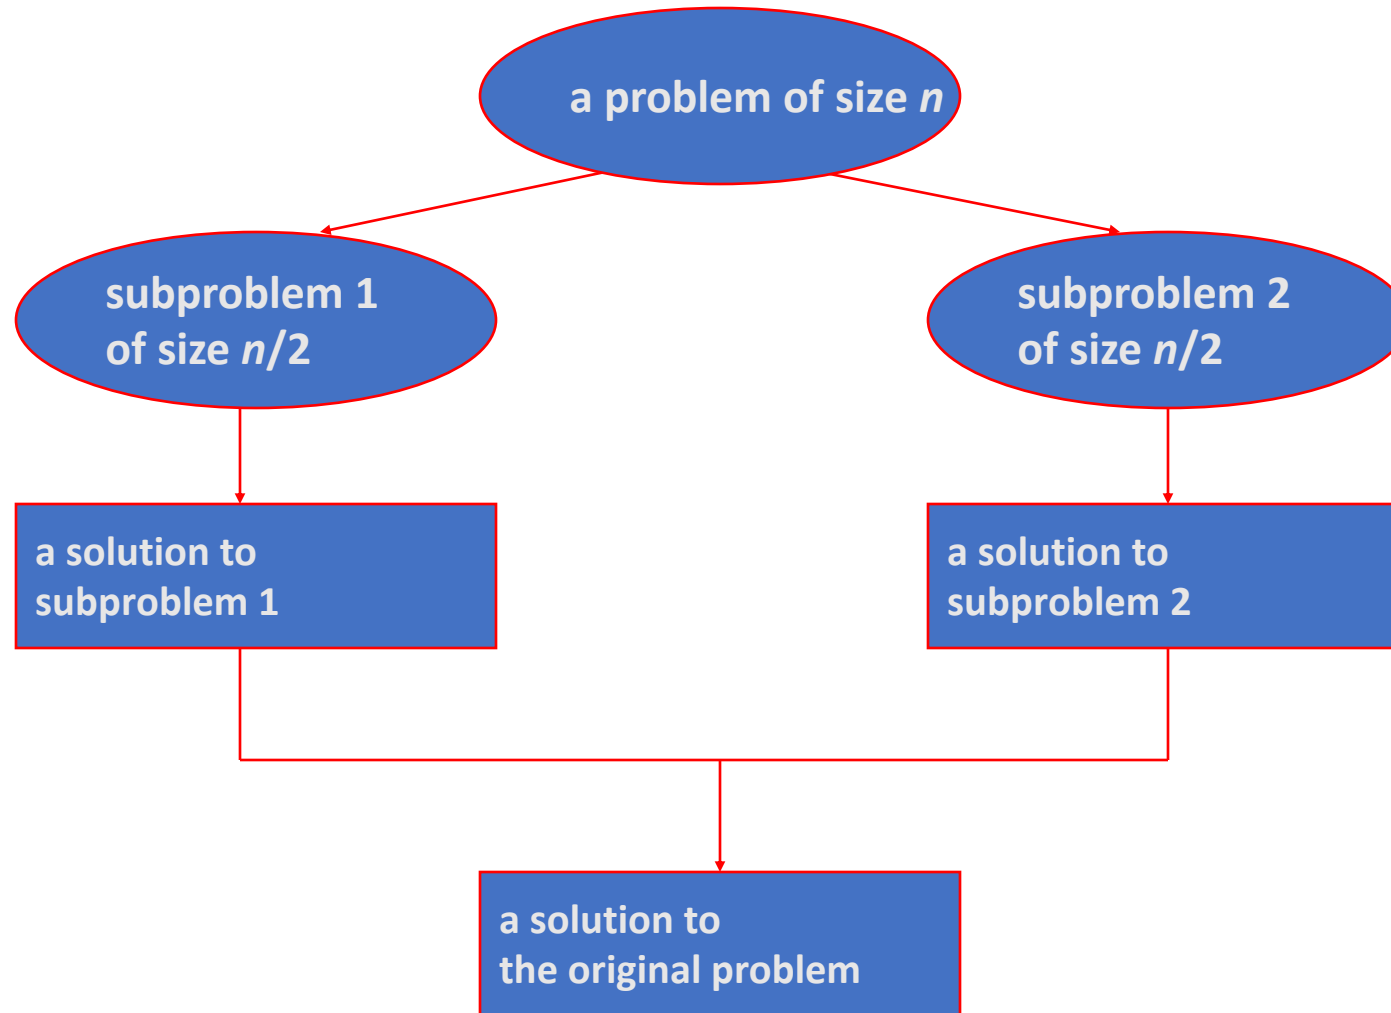 a problem of size n
subproblem 1
of size n/2
subproblem 2
of size n/2
a solution to
subproblem 1
a solution to
subproblem 2
a solution to
the original problem